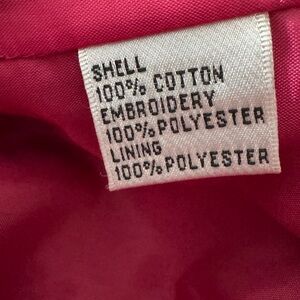 SHELL
100% COTTON
EMBROIDERY
100% POLYESTER
LINING
100% POLYESTER